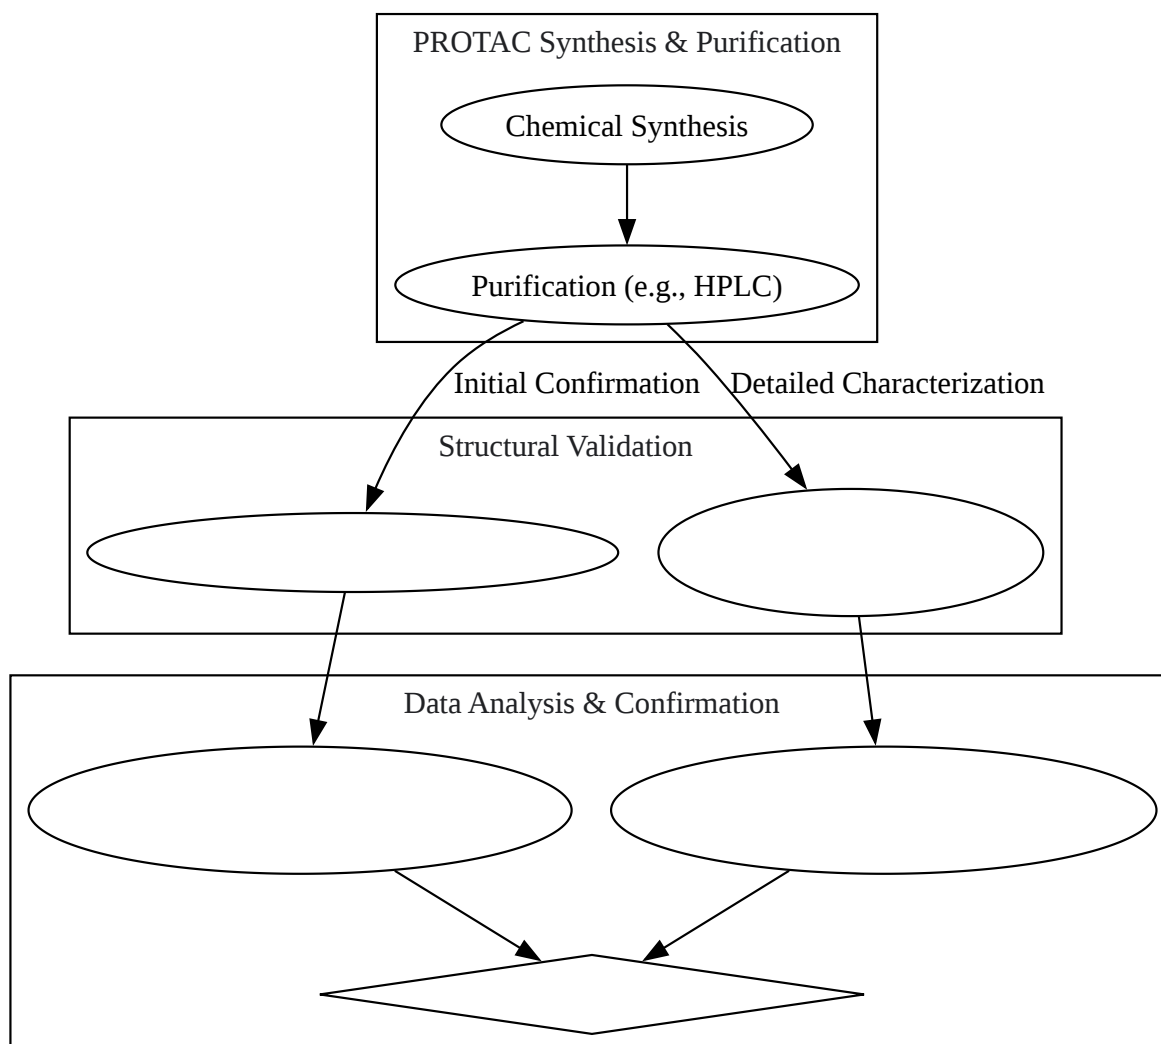 PROTAC Synthesis & Purification
Chemical Synthesis
Purification (e.g., HPLC)
Initial Confirmation
Detailed Characterization
Structural Validation
Data Analysis & Confirmation